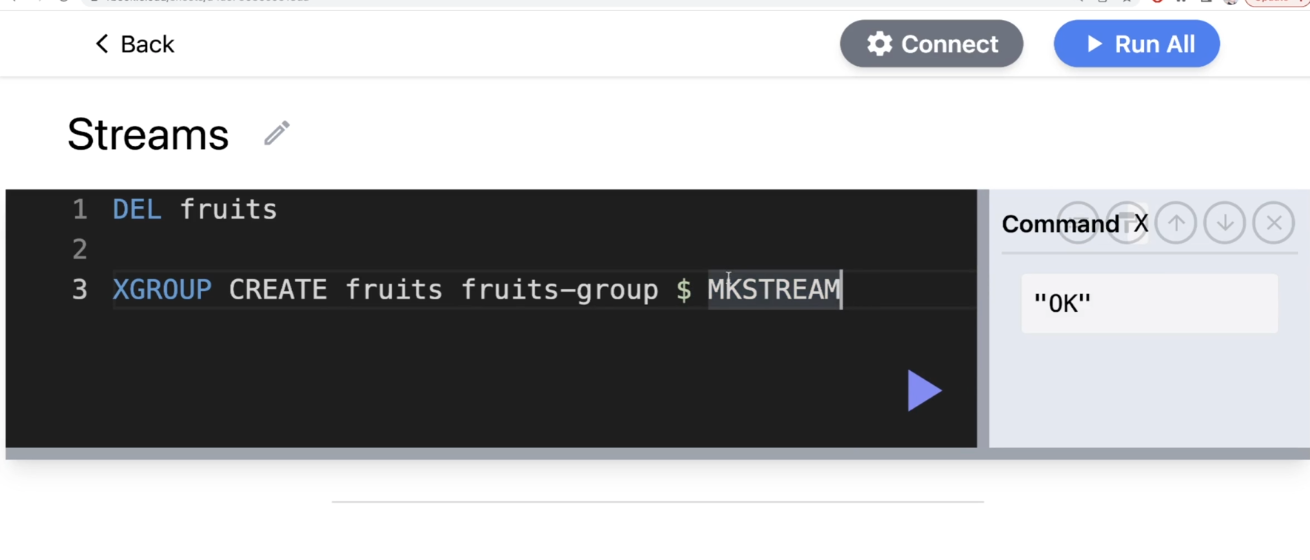 Back
Connect
Run All
Streams
1 DEL fruits
2
3 XGROUP CREATE fruits fruits-group $ MKSTREAM
Command X
"OK"